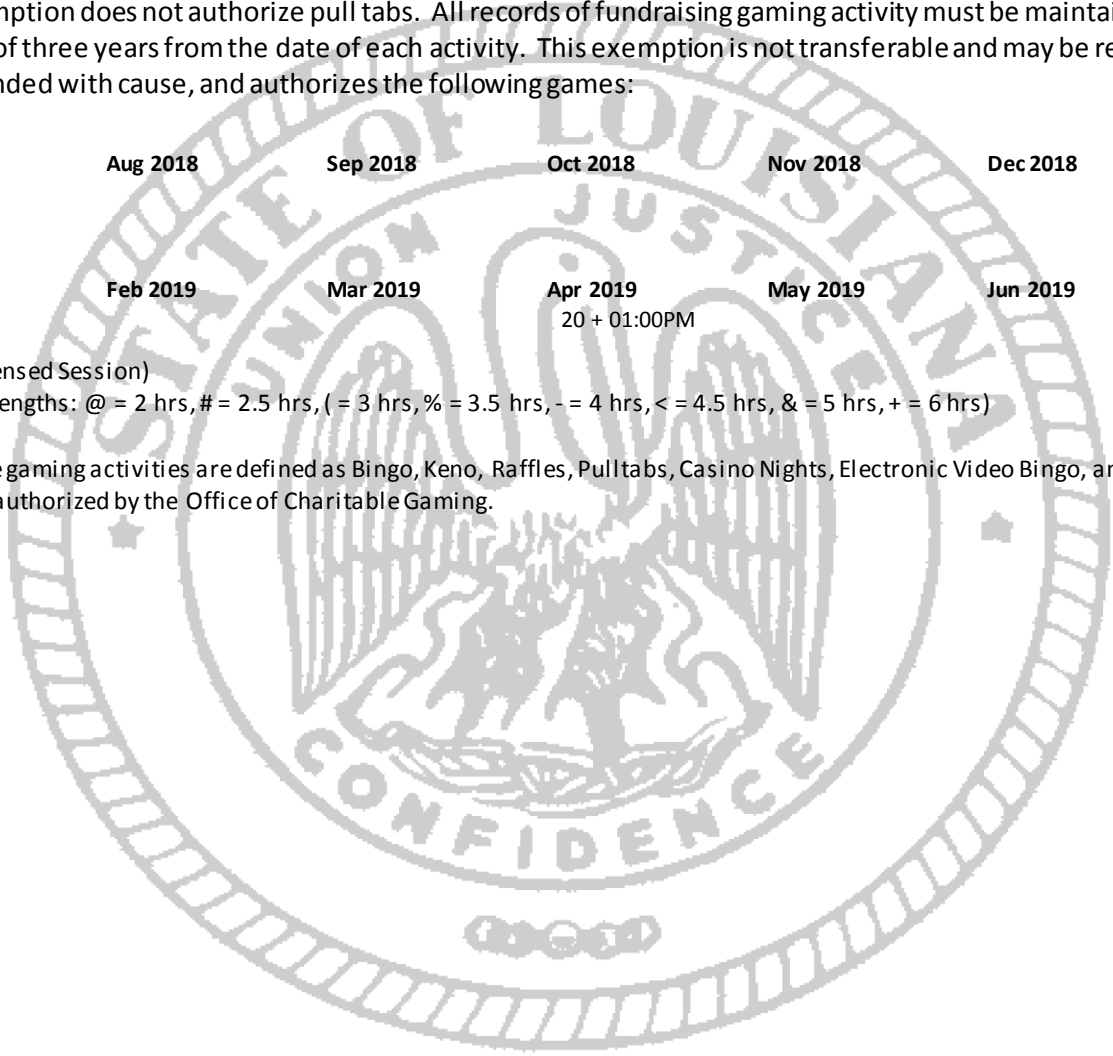 mption does not authorize pull tabs. All records of fundraising gaming activity must be maintai
of three years from the date of each activity. This exemption is not transferable and may be re
nded with cause, and authorizes the following games:
Aug 2018 Sep 2018 Oct 2018 Nov 2018 Dec 2018
Feb 2019 Mar 2019 Apr 2019 May 2019 Jun 2019
20 + 01:00PM
ensed Session)
engths: @ = 2 hrs, # = 2.5 hrs, ( = 3 hrs, % = 3.5 hrs, - = 4 hrs, < = 4.5 hrs, & = 5 hrs, + = 6 hrs)
e gaming activities are defined as Bingo, Keno, Raffles, Pulltabs, Casino Nights, Electronic Video Bingo, an
authorized by the Office of Charitable Gaming.
STATE OF LOUISIANA
UNION JUSTICE
CONFIDENCE